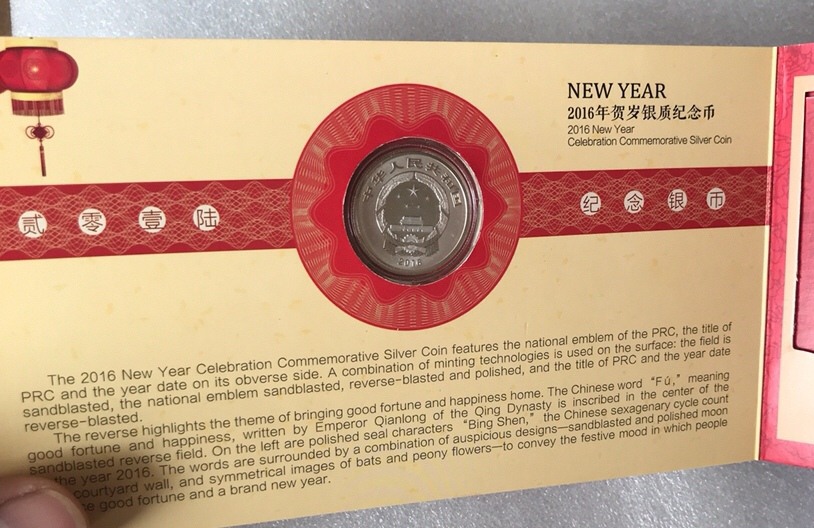 NEW YEAR
2016年贺岁银质纪念币
2016 New Year
Celebration Commemorative Silver Coin
贰零壹陆
中华人民共和国
2016
纪念银币
The 2016 New Year Celebration Commemorative Silver Coin features the national emblem of the PRC, the title of
PRC and the year date on its obverse side. A combination of minting technologies is used on the surface: the field is
sandblasted, the national emblem sandblasted, reverse-blasted and polished, and the title of PRC and the year date
reverse-blasted.
The reverse highlights the theme of bringing good fortune and happiness home. The Chinese word “Fú,” meaning
good fortune and happiness, written by Emperor Qianlong of the Qing Dynasty is inscribed in the center of the
sandblasted reverse field. On the left are polished seal characters “Bing Shen,” the Chinese sexagenary cycle count
the year 2016. The words are surrounded by a combination of auspicious designs—sandblasted and polished moon
courtyard wall, and symmetrical images of bats and peony flowers—to convey the festive mood in which people
good fortune and a brand new year.